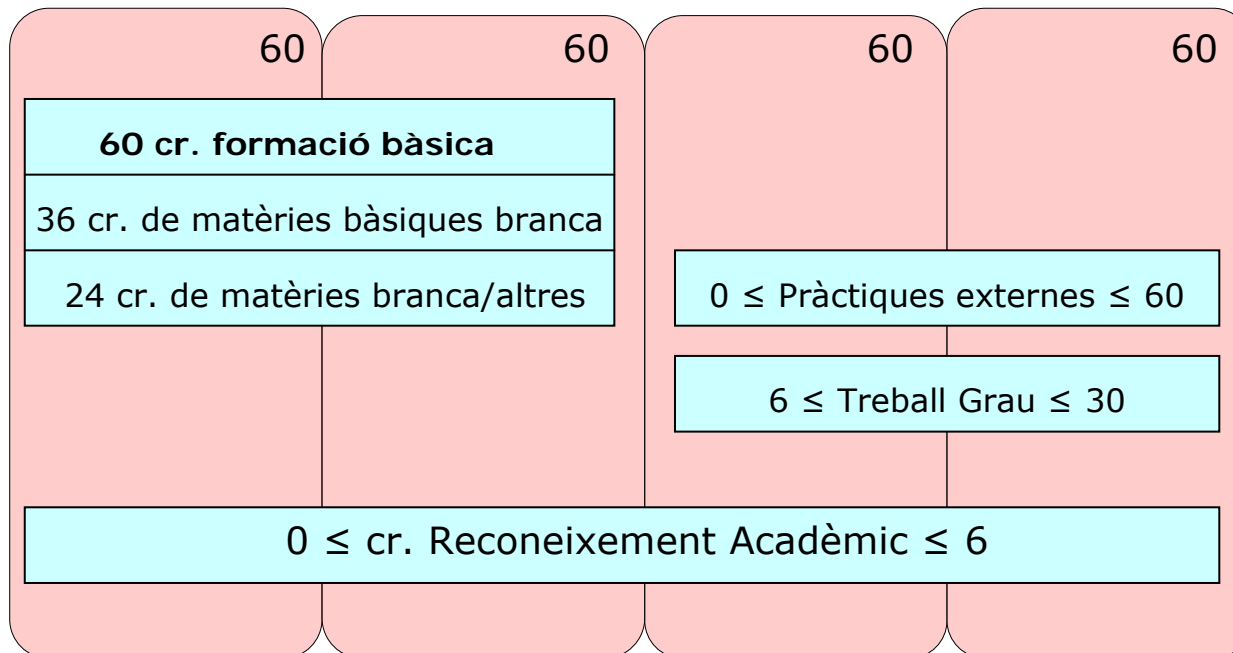 60 60 60 60
60 cr. formació bàsica
36 cr. de matèries bàsiques branca
24 cr. de matèries branca/altres
0 ≤ Pràctiques externes ≤ 60
6 ≤ Treball Grau ≤ 30
0 ≤ cr. Reconeixement Acadèmic ≤ 6